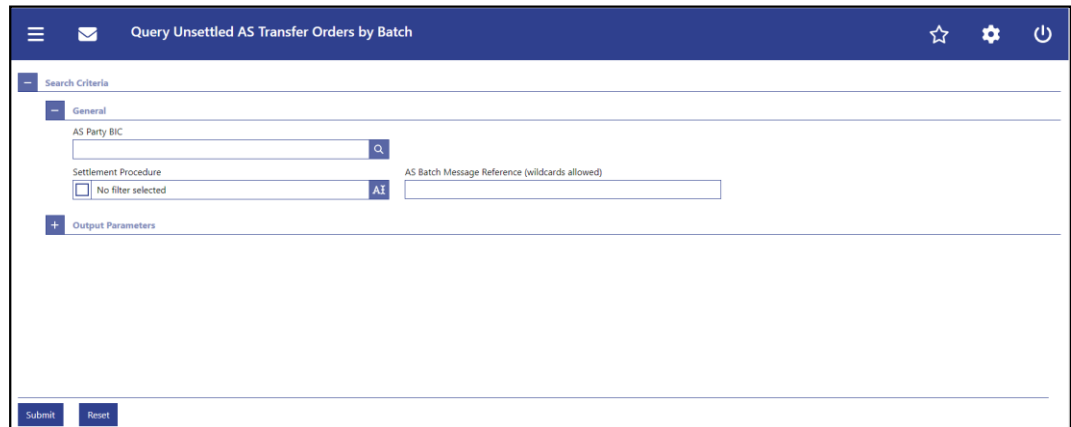 Query Unsettled AS Transfer Orders by Batch
Search Criteria
General
AS Party BIC
Settlement Procedure
AS Batch Message Reference (wildcards allowed)
No filter selected
Output Parameters
Submit
Reset